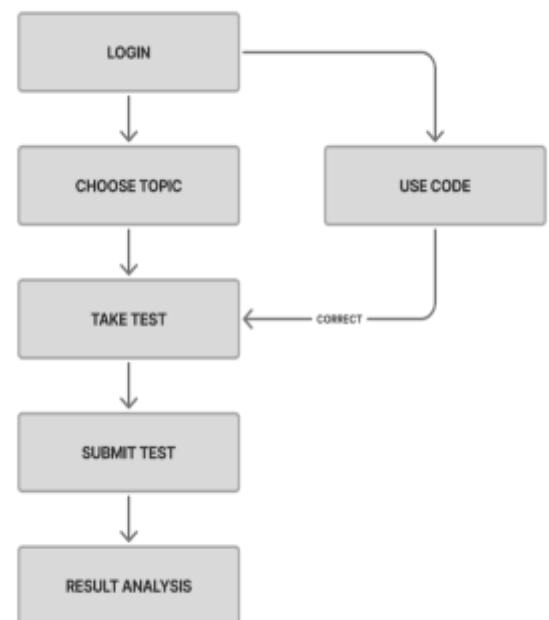 LOGIN
CHOOSE TOPIC
USE CODE
TAKE TEST
CORRECT
SUBMIT TEST
RESULT ANALYSIS